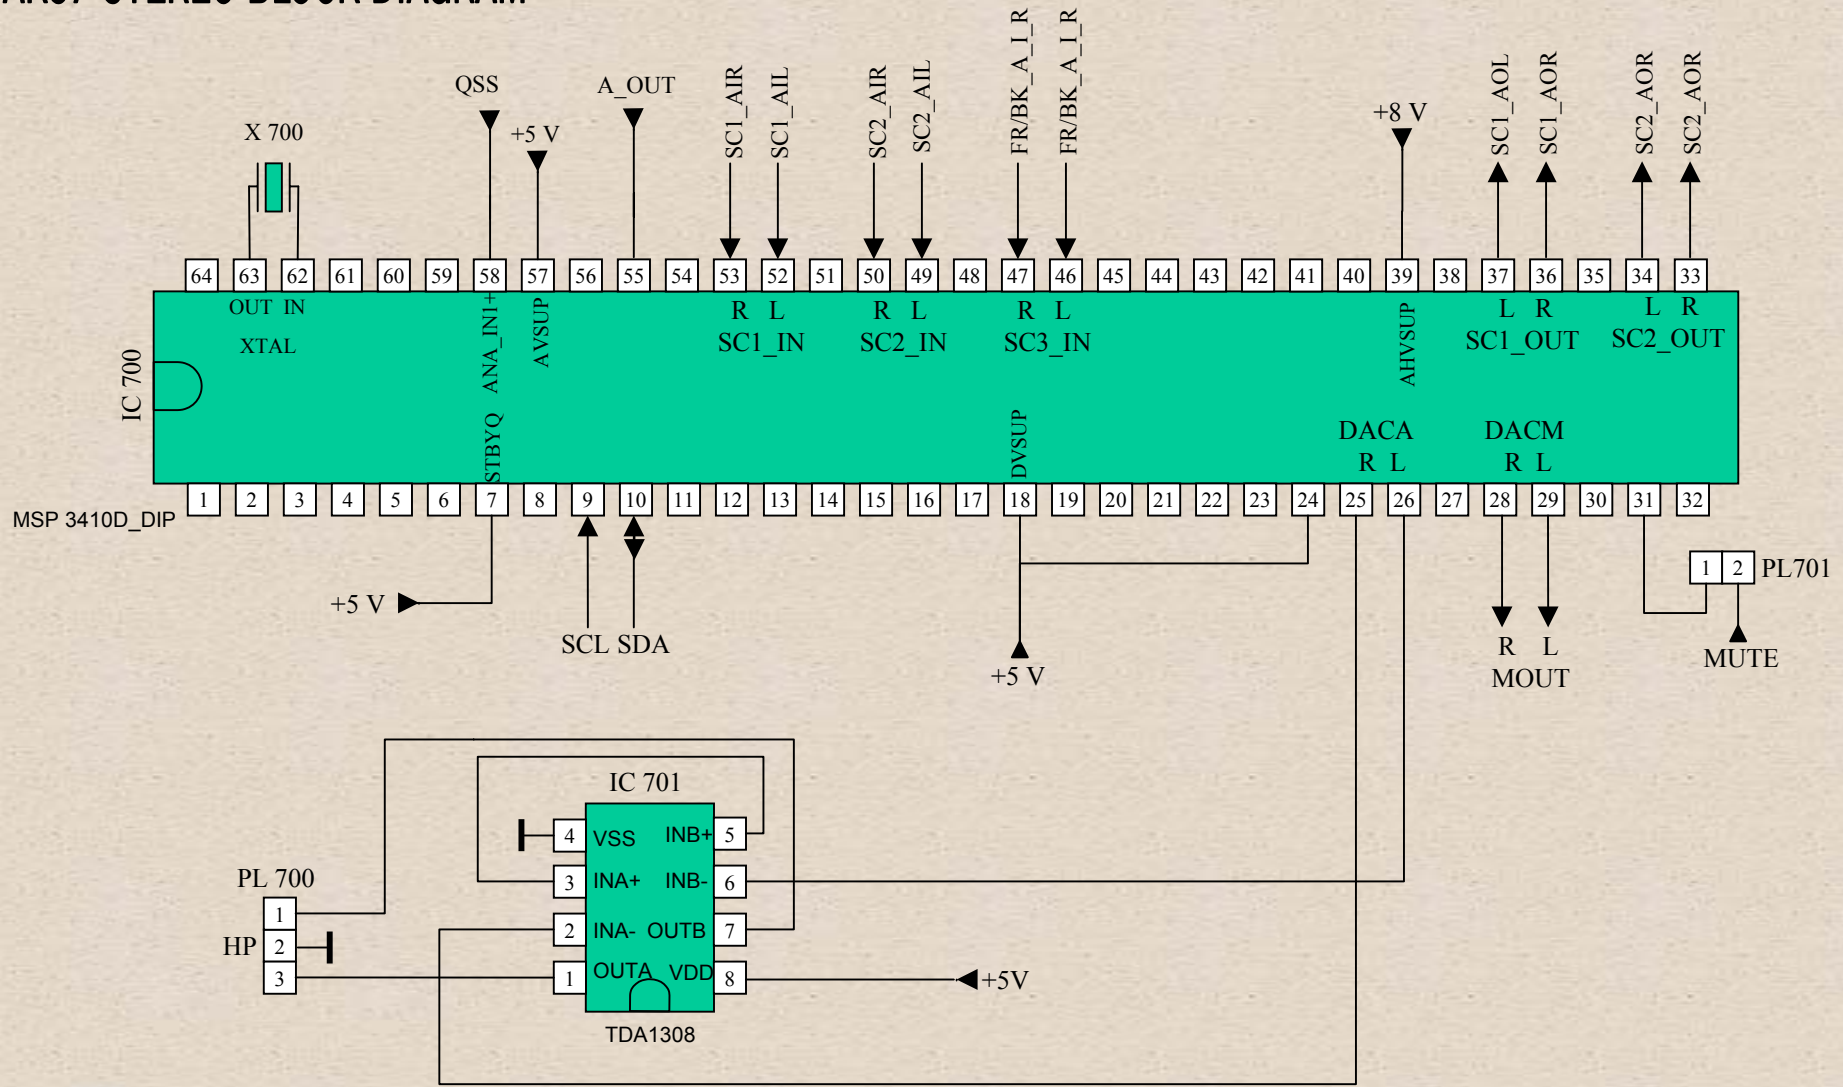 STEREO BLOCK DIAGRAM
QSS
A_OUT
X 700
+5 V
SC1_AIR
SC1_AIL
SC2_AIR
SC2_AIL
FR/BK_A_I_R
FR/BK_A_I_R
+8 V
SC1_AOL
SC1_AOR
SC2_AOR
SC2_AOR
64 63 62 61 60 59 58 57 56 55 54 53 52 51 50 49 48 47 46 45 44 43 42 41 40 39 38 37 36 35 34 33
OUT IN
XTAL
ANA_IN1+
AVSUP
R L
SC1_IN
R L
SC2_IN
R L
SC3_IN
AHVSUP
L R
SC1_OUT
L R
SC2_OUT
IC 700
STBYQ
DVSUP
DACA
R L
DACM
R L
MSP 3410D_DIP
1 2 3 4 5 6 7 8 9 10 11 12 13 14 15 16 17 18 19 20 21 22 23 24 25 26 27 28 29 30 31 32
+5 V
SCL SDA
+5 V
R L
MOUT
1 2 PL701
MUTE
IC 701
4 VSS INB+ 5
3 INA+ INB- 6
2 INA- OUTB 7
1 OUTA VDD 8
+5V
TDA1308
PL 700
1
HP 2
3